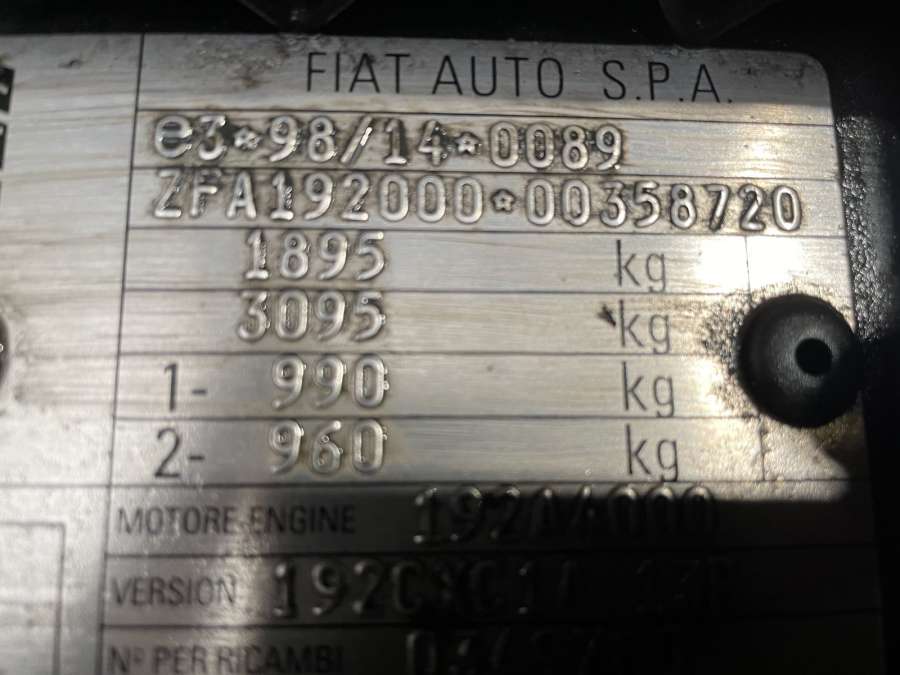 FIAT AUTO S.P.A.
e3*98/14*0089
ZFA192000*00358720
1895 kg
3095 kg
1- 990 kg
2- 960 kg
MOTORE-ENGINE 192A4000
VERSION
Nº PER RICAMBI